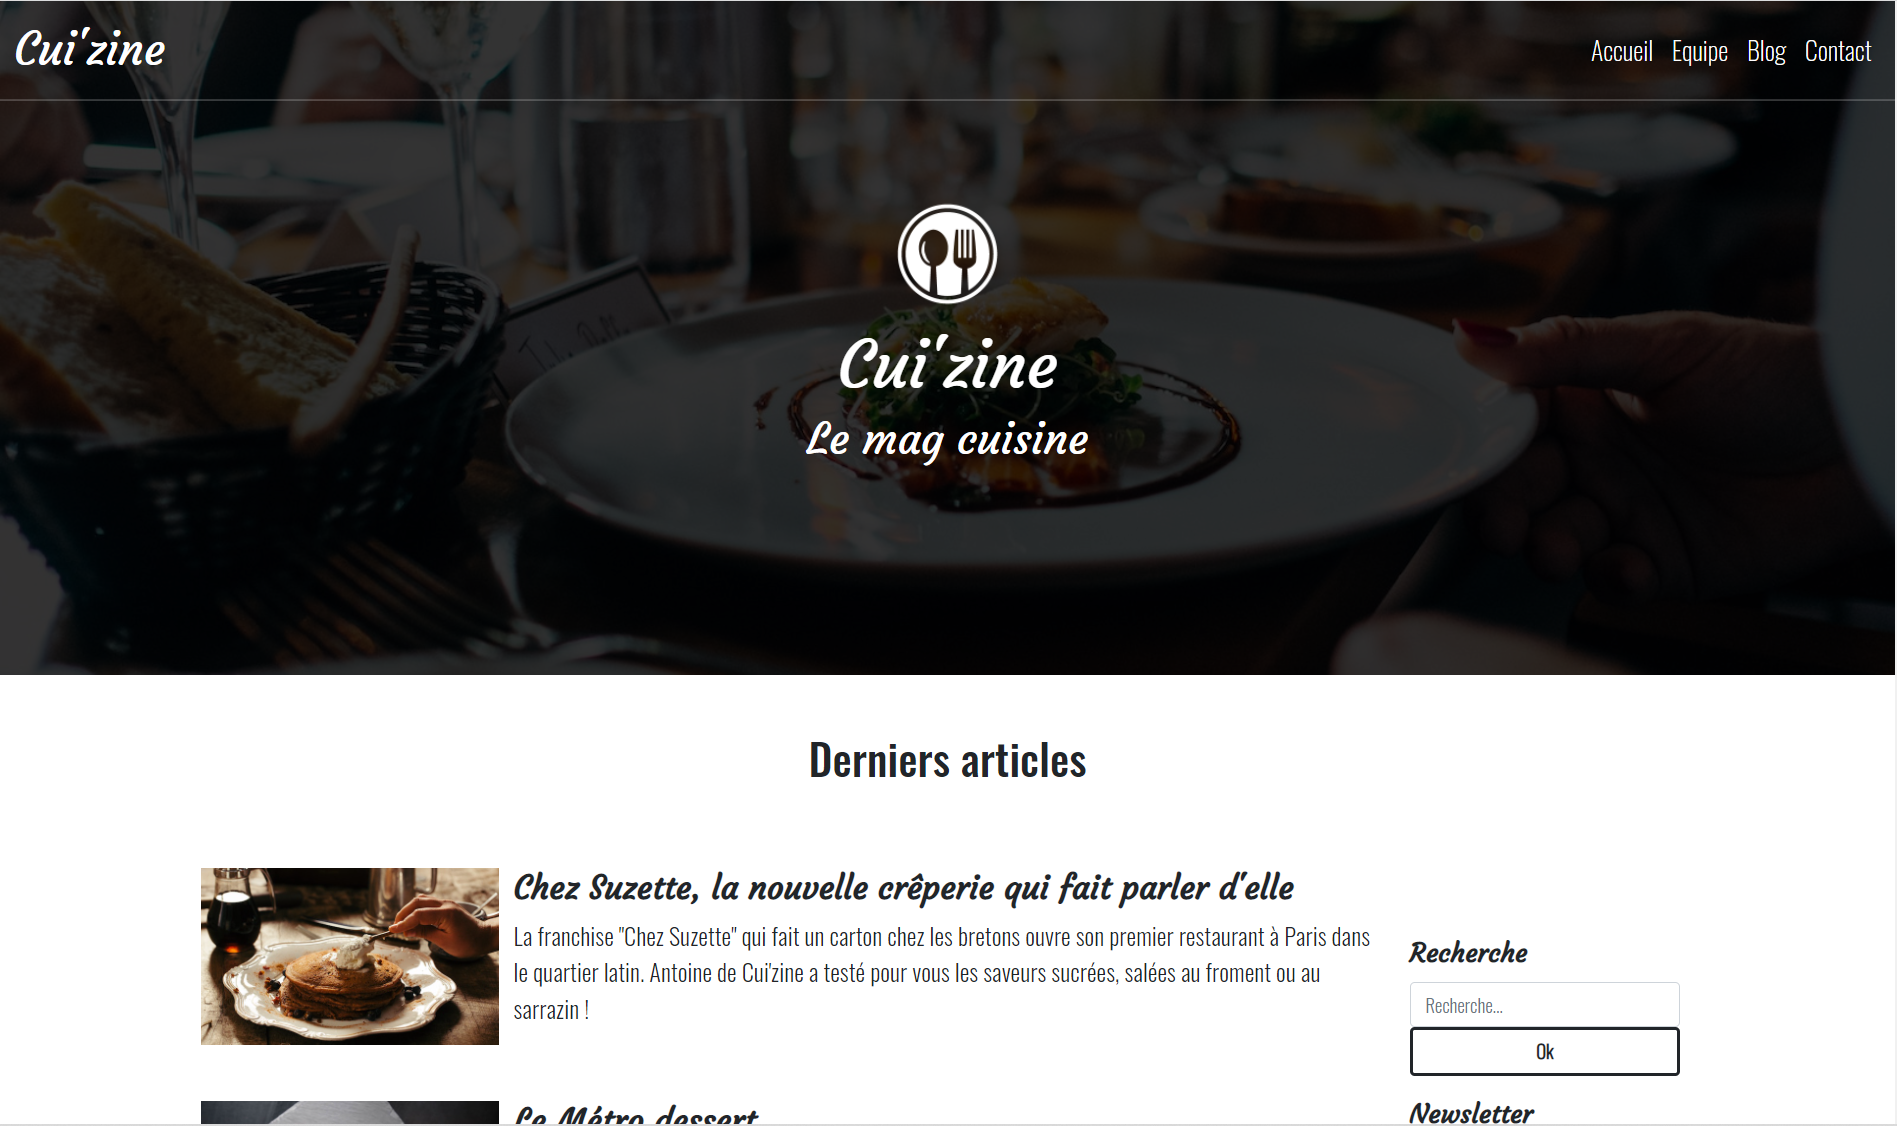 Cui'zine
Accueil Equipe Blog Contact
Cui'zine
Le mag cuisine
Derniers articles
Chez Suzette, la nouvelle crêperie qui fait parler d'elle
La franchise "Chez Suzette" qui fait un carton chez les bretons ouvre son premier restaurant à Paris dans
le quartier latin. Antoine de Cui'zine a testé pour vous les saveurs sucrées, salées au froment ou au
sarrazin !
Recherche
Recherche...
Ok
Le Métro dessert
Newsletter